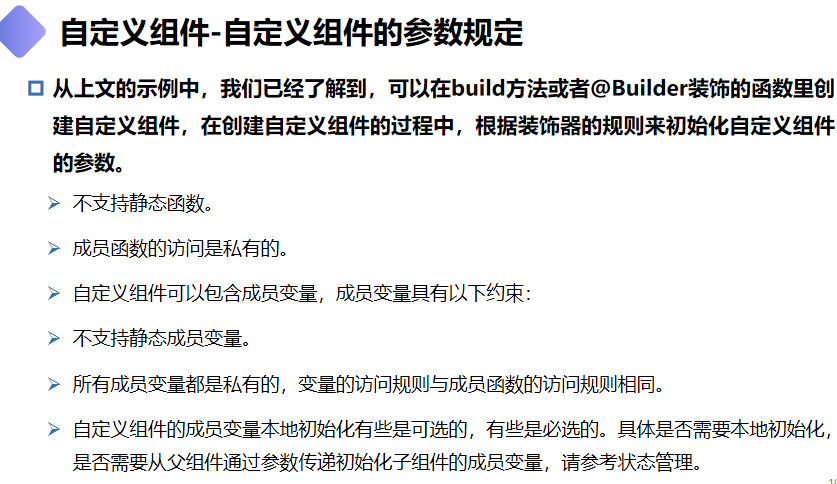 自定义组件-自定义组件的参数规定
从上文的示例中，我们已经了解到，可以在build方法或者@Builder装饰的函数里创
建自定义组件，在创建自定义组件的过程中，根据装饰器的规则来初始化自定义组件
的参数。
不支持静态函数。
成员函数的访问是私有的。
自定义组件可以包含成员变量，成员变量具有以下约束：
不支持静态成员变量。
所有成员变量都是私有的，变量的访问规则与成员函数的访问规则相同。
自定义组件的成员变量本地初始化有些是可选的，有些是必选的。具体是否需要本地初始化，
是否需要从父组件通过参数传递初始化子组件的成员变量，请参考状态管理。